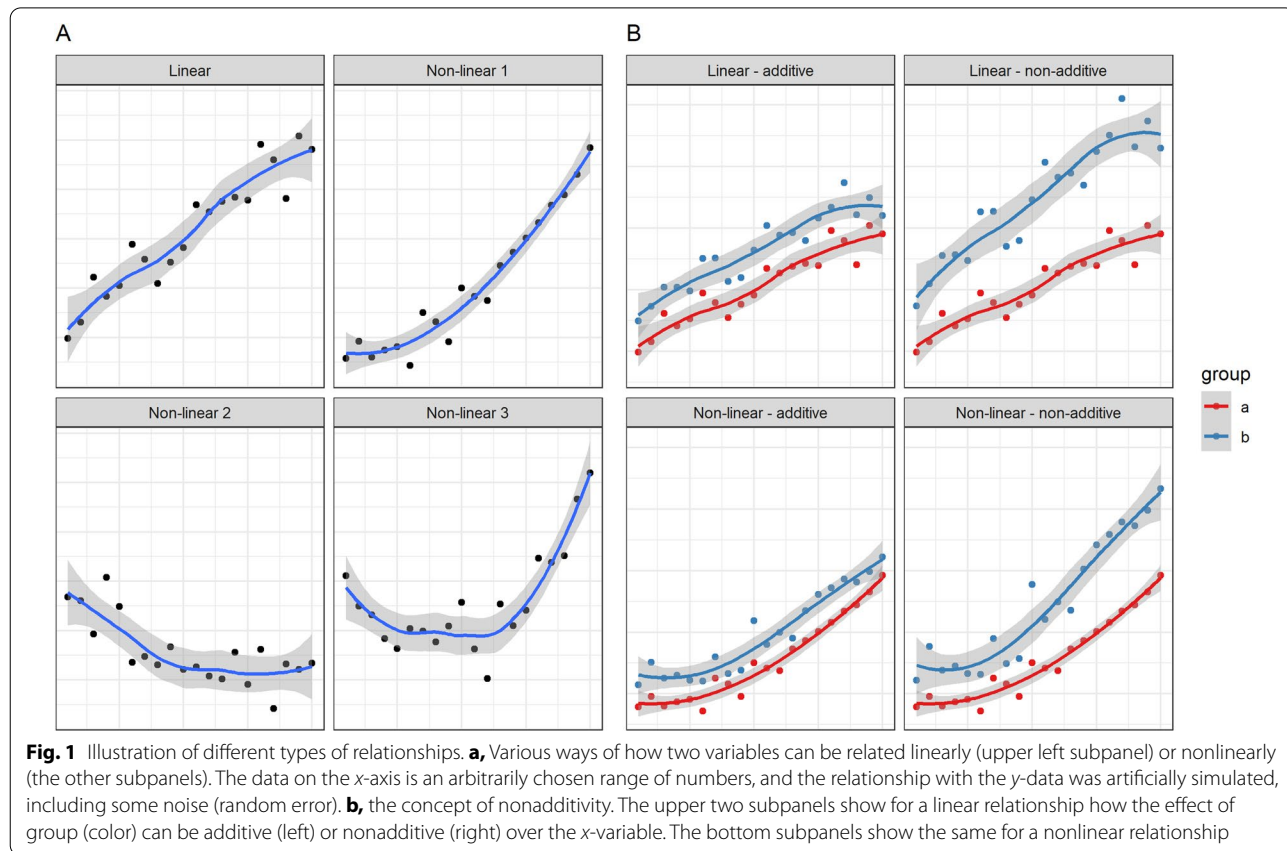 A
B
Linear
Non-linear 1
Linear - additive
Linear - non-additive
Non-linear 2
Non-linear 3
Non-linear - additive
Non-linear - non-additive
group
a
b
Fig. 1 Illustration of different types of relationships. a, Various ways of how two variables can be related linearly (upper left subpanel) or nonlinearly
(the other subpanels). The data on the x-axis is an arbitrarily chosen range of numbers, and the relationship with the y-data was artificially simulated,
including some noise (random error). b, the concept of nonadditivity. The upper two subpanels show for a linear relationship how the effect of
group (color) can be additive (left) or nonadditive (right) over the x-variable. The bottom subpanels show the same for a nonlinear relationship